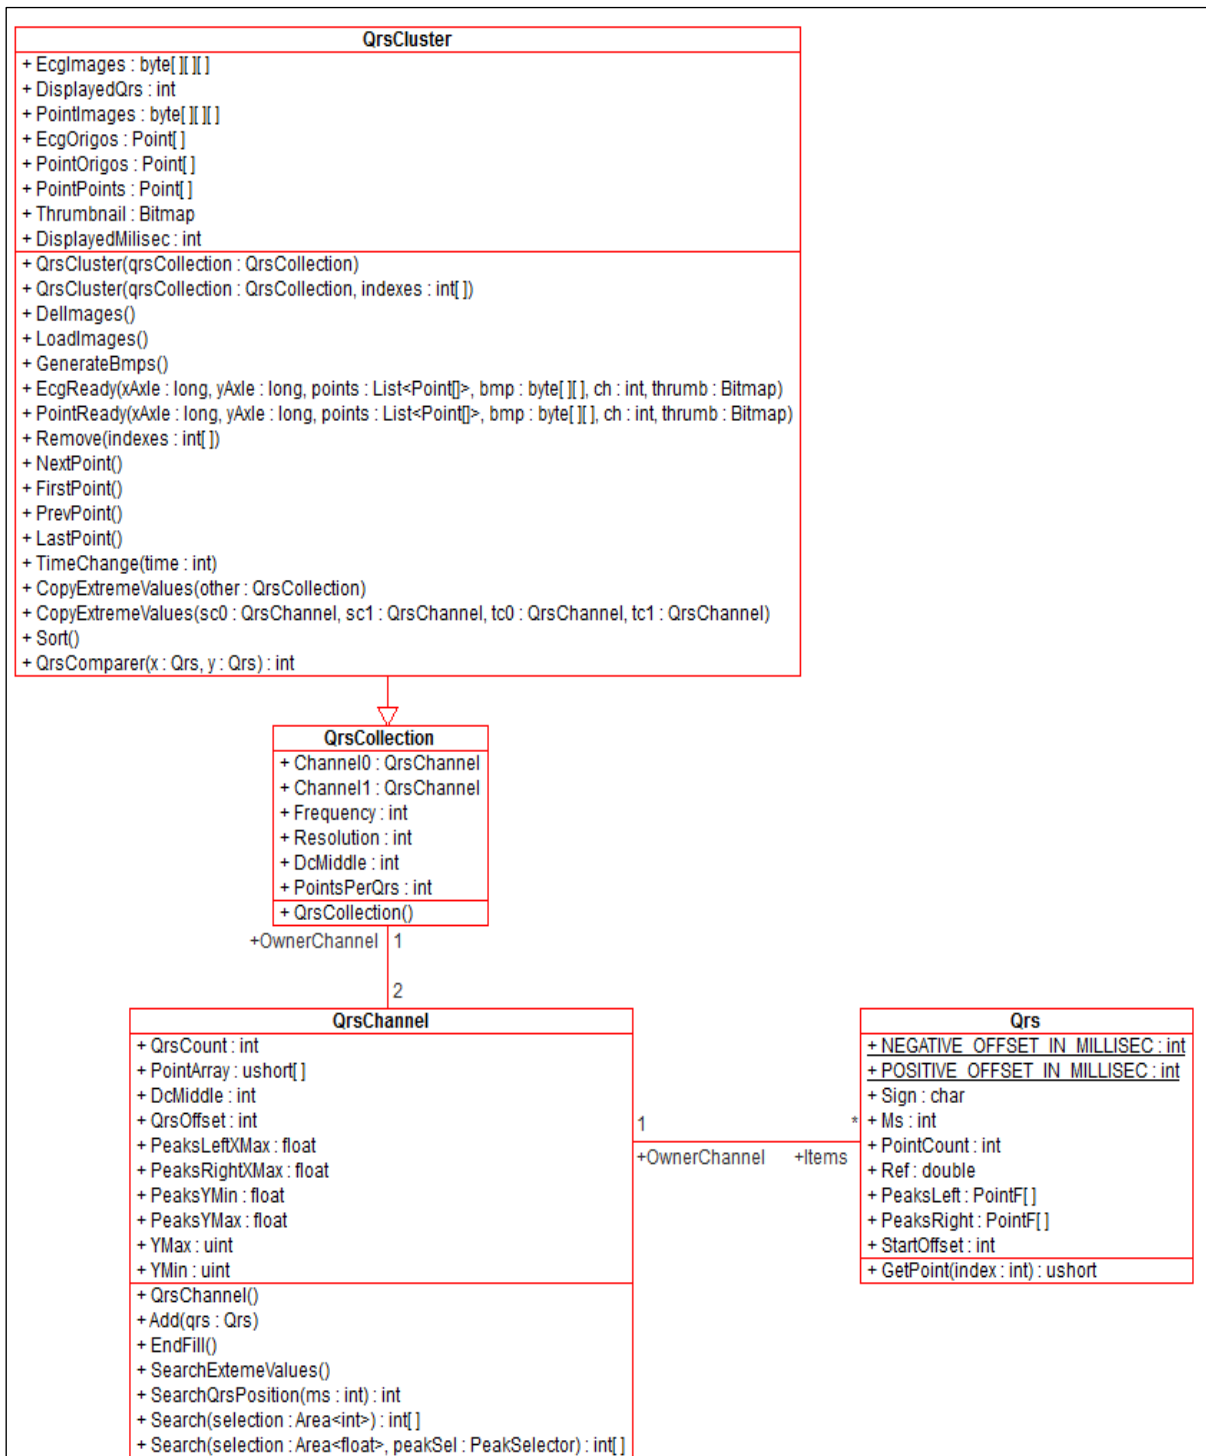 QrsCluster
+ EcgImages : byte[ ][ ][ ]
+ DisplayedQrs : int
+ PointImages : byte[ ][ ][ ]
+ EcgOrigos : Point[ ]
+ PointOrigos : Point[ ]
+ PointPoints : Point[ ]
+ Thrumbnail : Bitmap
+ DisplayedMilisec : int
+ QrsCluster(qrsCollection : QrsCollection)
+ QrsCluster(qrsCollection : QrsCollection, indexes : int[ ])
+ DelImages()
+ LoadImages()
+ GenerateBmps()
+ EcgReady(xAxle : long, yAxle : long, points : List<Point[]>, bmp : byte[ ][ ], ch : int, thrumb : Bitmap)
+ PointReady(xAxle : long, yAxle : long, points : List<Point[]>, bmp : byte[ ][ ], ch : int, thrumb : Bitmap)
+ Remove(indexes : int[ ])
+ NextPoint()
+ FirstPoint()
+ PrevPoint()
+ LastPoint()
+ TimeChange(time : int)
+ CopyExtremeValues(other : QrsCollection)
+ CopyExtremeValues(sc0 : QrsChannel, sc1 : QrsChannel, tc0 : QrsChannel, tc1 : QrsChannel)
+ Sort()
+ QrsComparer(x : Qrs, y : Qrs) : int
QrsCollection
+ Channel0 : QrsChannel
+ Channel1 : QrsChannel
+ Frequency : int
+ Resolution : int
+ DcMiddle : int
+ PointsPerQrs : int
+ QrsCollection()
+OwnerChannel 1
2
QrsChannel
+ QrsCount : int
+ PointArray : ushort[ ]
+ DcMiddle : int
+ QrsOffset : int
+ PeaksLeftXMax : float
+ PeaksRightXMax : float
+ PeaksYMin : float
+ PeaksYMax : float
+ YMax : uint
+ YMin : uint
+ QrsChannel()
+ Add(qrs : Qrs)
+ EndFill()
+ SearchExtemeValues()
+ SearchQrsPosition(ms : int) : int
+ Search(selection : Area<int>) : int[ ]
+ Search(selection : Area<float>, peakSel : PeakSelector) : int[ ]
1 *
+OwnerChannel +Items
Qrs
+ NEGATIVE_OFFSET_IN_MILLISEC : int
+ POSITIVE_OFFSET_IN_MILLISEC : int
+ Sign : char
+ Ms : int
+ PointCount : int
+ Ref : double
+ PeaksLeft : PointF[ ]
+ PeaksRight : PointF[ ]
+ StartOffset : int
+ GetPoint(index : int) : ushort